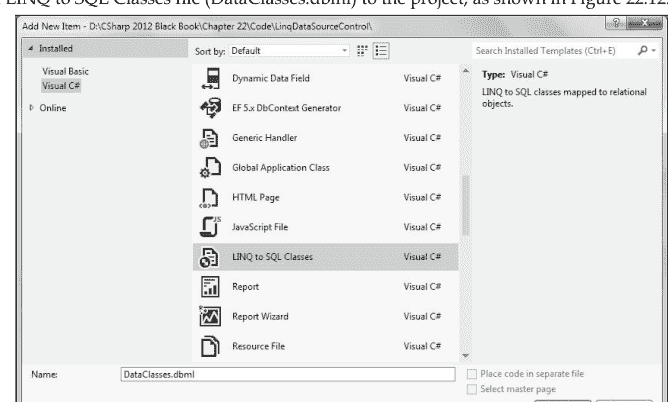 LINQ to SQL Classes file (DataClasses.dbml) to the project, as shown in Figure 22.12.
Add New Item - D:\CSharp 2012 Black Book\Chapter 22\Code\LinqDataSourceControl\
Installed
Sort by: Default
Search Installed Templates (Ctrl+E)
Visual Basic
Visual C#
Online
Dynamic Data Field Visual C#
EF 5.x DbContext Generator Visual C#
Generic Handler Visual C#
Global Application Class Visual C#
HTML Page Visual C#
JavaScript File Visual C#
LINQ to SQL Classes Visual C#
Report Visual C#
Report Wizard Visual C#
Resource File Visual C#
Type: Visual C#
LINQ to SQL classes mapped to relational
objects.
Name: DataClasses.dbml
Place code in separate file
Select master page